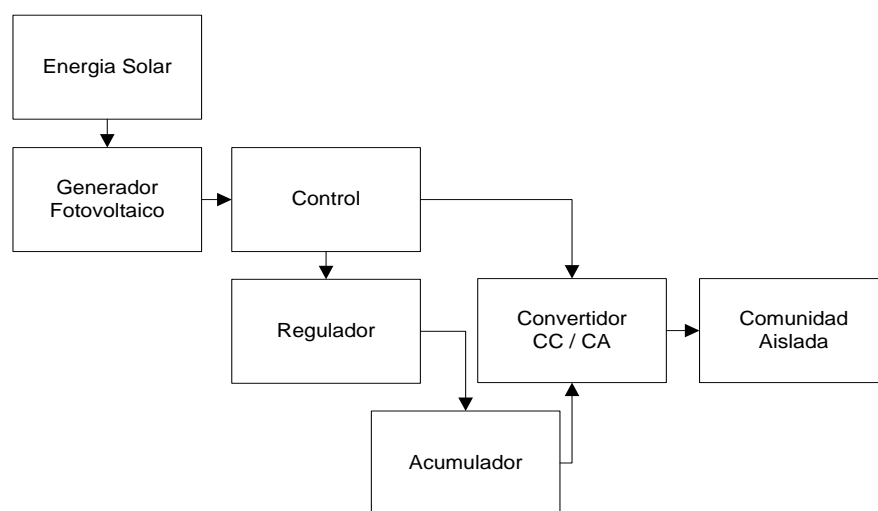 Energia Solar
Generador
Fotovoltaico
Control
Regulador
Convertidor
CC / CA
Comunidad
Aislada
Acumulador